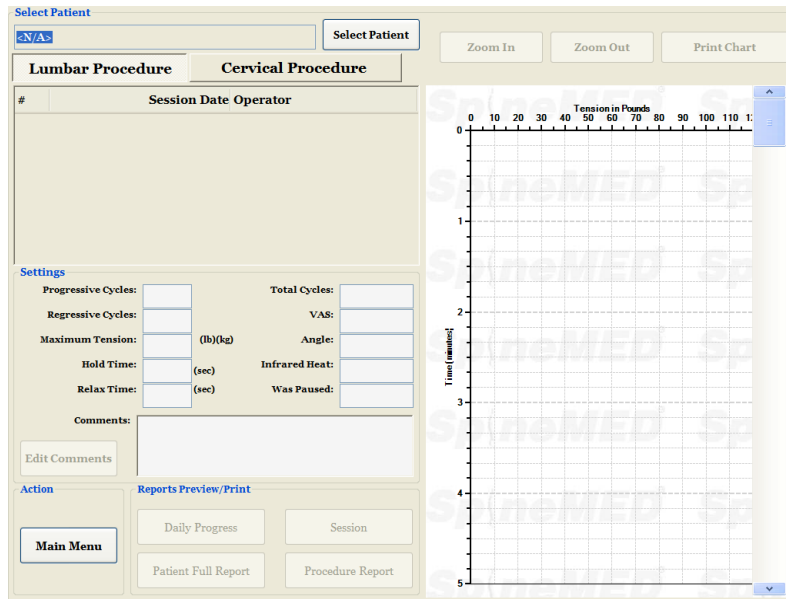 Select Patient
<N/A>
Select Patient
Zoom In
Zoom Out
Print Chart
Lumbar Procedure
Cervical Procedure
# Session Date Operator
Settings
Progressive Cycles:
Total Cycles:
Regressive Cycles:
VAS:
Maximum Tension: (lb)(kg)
Angle:
Hold Time: (sec)
Infrared Heat:
Relax Time: (sec)
Was Paused:
Comments:
Edit Comments
Action
Main Menu
Reports Preview/Print
Daily Progress
Session
Patient Full Report
Procedure Report
Tension in Pounds
0 10 20 30 40 50 60 70 80 90 100 110
Time [minutes]
0
1
2
3
4
5
SpineMED